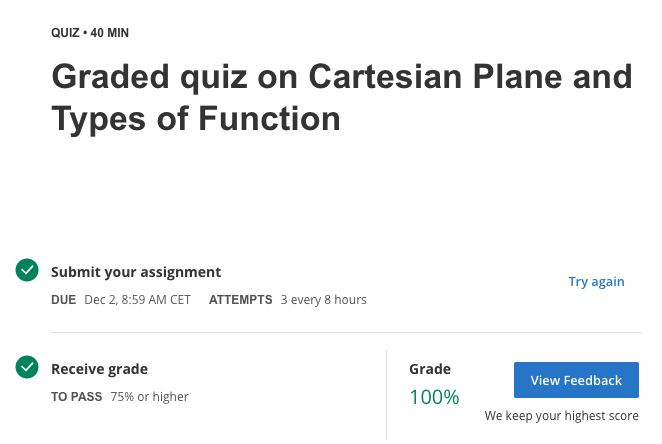 QUIZ • 40 MIN
Graded quiz on Cartesian Plane and
Types of Function
Submit your assignment
DUE Dec 2, 8:59 AM CET ATTEMPTS 3 every 8 hours
Try again
Receive grade
TO PASS 75% or higher
Grade
100%
View Feedback
We keep your highest score